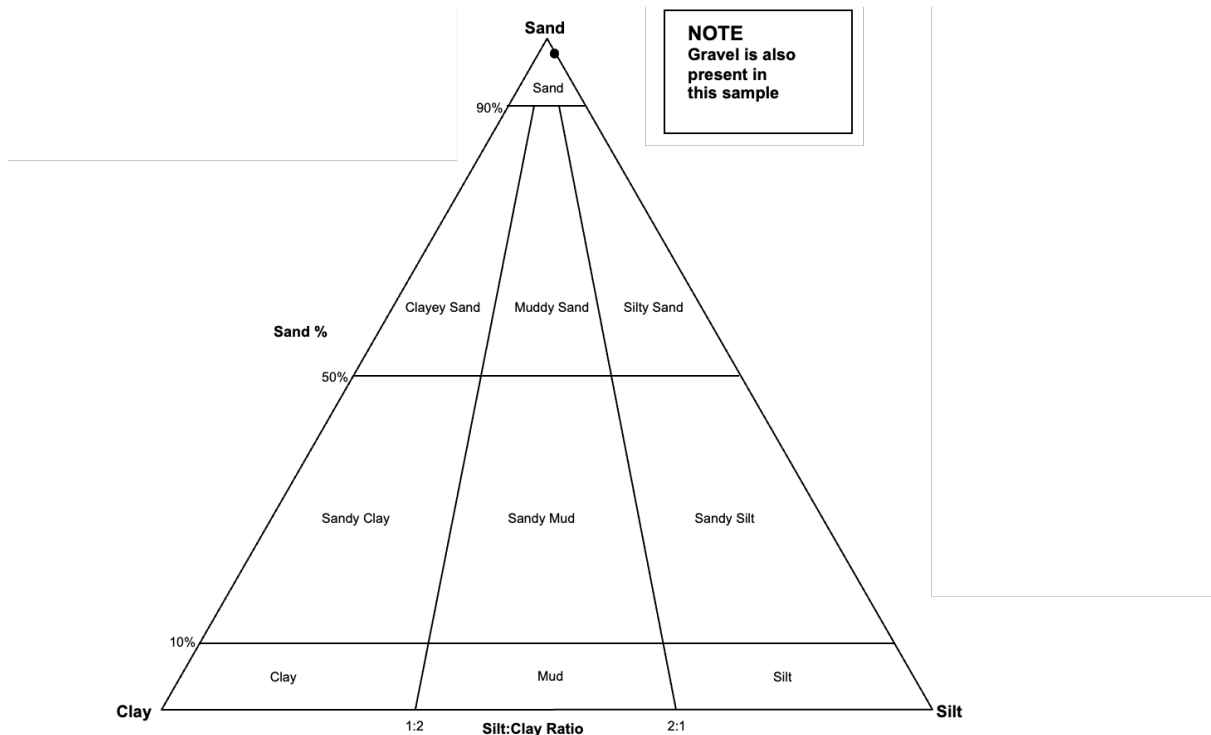 Sand
NOTE
Gravel is also
present in
this sample
Sand
90%
Clayey Sand
Muddy Sand
Silty Sand
Sand %
50%
Sandy Clay
Sandy Mud
Sandy Silt
10%
Clay
Mud
Silt
Clay
Silt
1:2
Silt:Clay Ratio
2:1